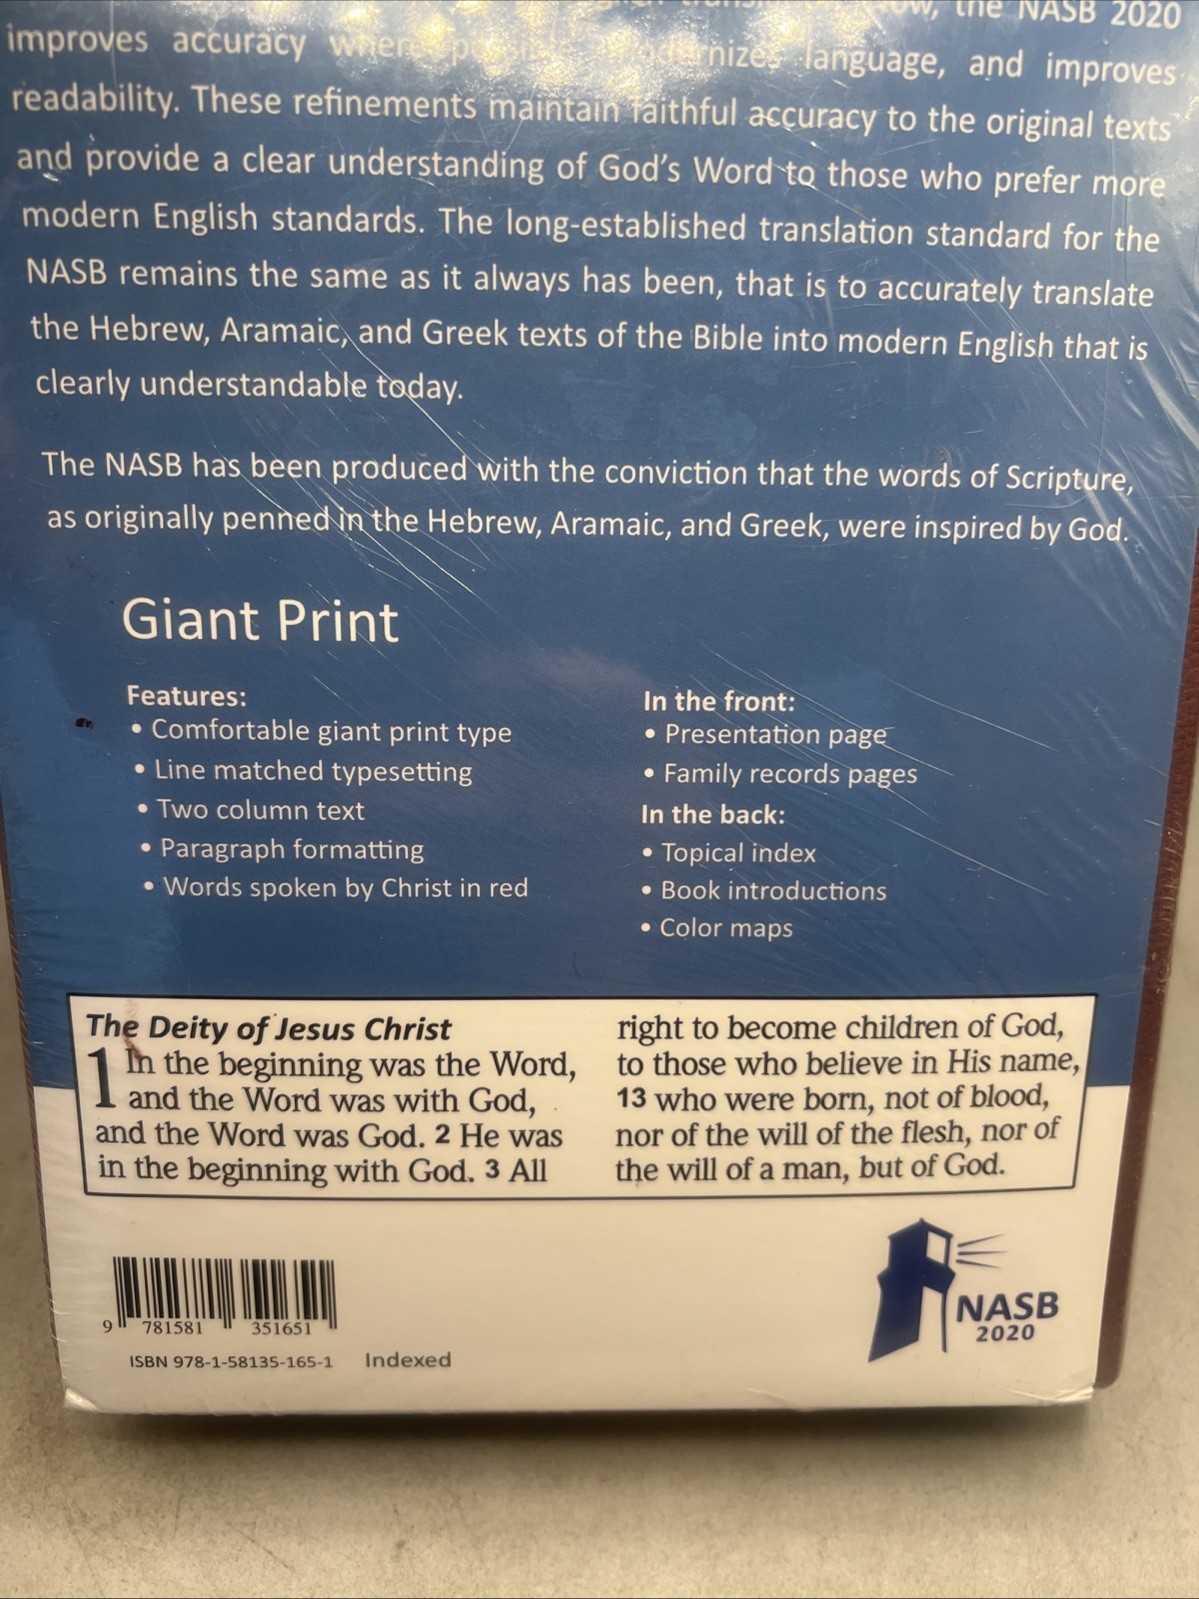 the NASB 2020
improves accuracy where language, and improves
readability. These refinements maintain faithful accuracy to the original texts
and provide a clear understanding of God's Word to those who prefer more
modern English standards. The long-established translation standard for the
NASB remains the same as it always has been, that is to accurately translate
the Hebrew, Aramaic, and Greek texts of the Bible into modern English that is
clearly understandable today.
The NASB has been produced with the conviction that the words of Scripture,
as originally penned in the Hebrew, Aramaic, and Greek, were inspired by God.
Giant Print
Features:
• Comfortable giant print type
• Line matched typesetting
• Two column text
• Paragraph formatting
• Words spoken by Christ in red
In the front:
• Presentation page
• Family records pages
In the back:
• Topical index
• Book introductions
• Color maps
The Deity of Jesus Christ
1 In the beginning was the Word,
and the Word was with God,
and the Word was God. 2 He was
in the beginning with God. 3 All
right to become children of God,
to those who believe in His name,
13 who were born, not of blood,
nor of the will of the flesh, nor of
the will of a man, but of God.
9 781581 351651
ISBN 978-1-58135-165-1 Indexed
NASB
2020